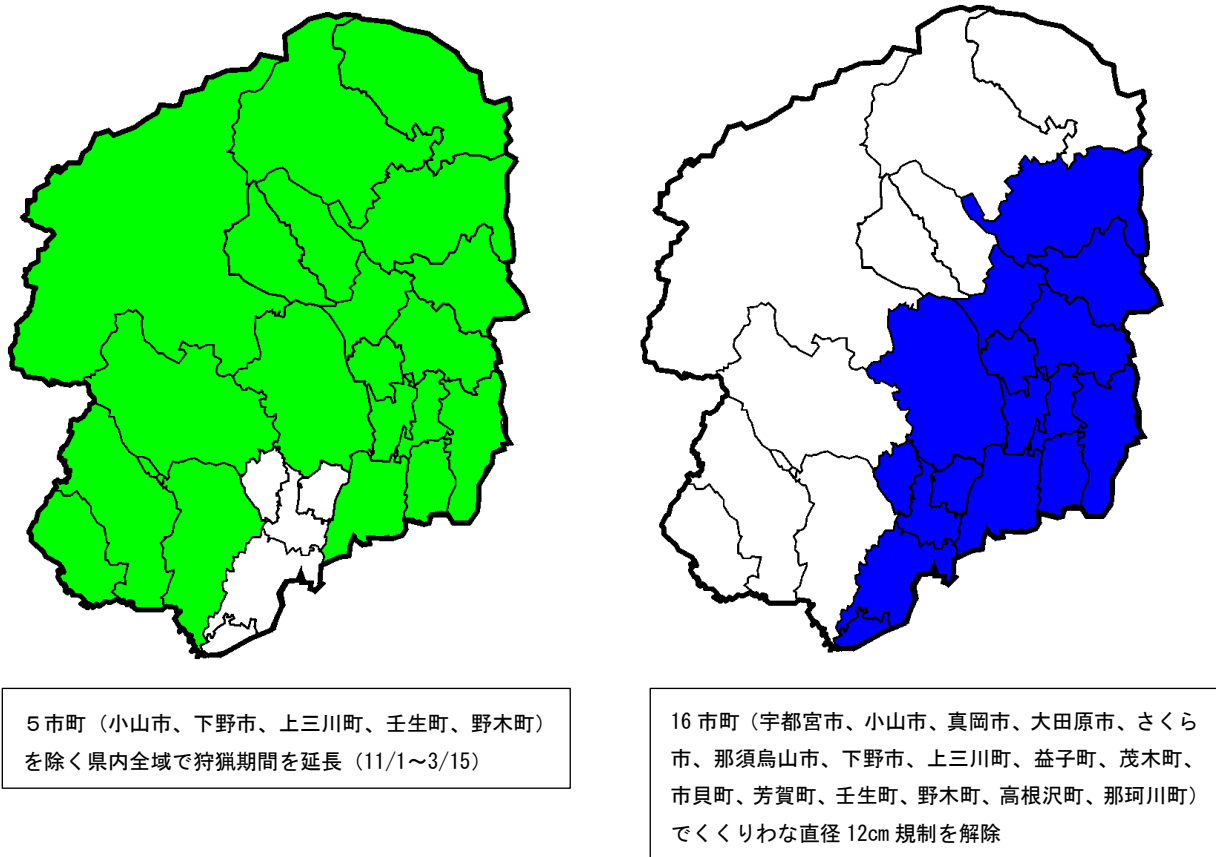 5市町（小山市、下野市、上三川町、壬生町、野木町）
を除く県内全域で狩猟期間を延長（11/1～3/15）
16市町（宇都宮市、小山市、真岡市、大田原市、さくら
市、那須烏山市、下野市、上三川町、益子町、茂木町、
市貝町、芳賀町、壬生町、野木町、高根沢町、那珂川町）
でくくりわな直径 12cm 規制を解除